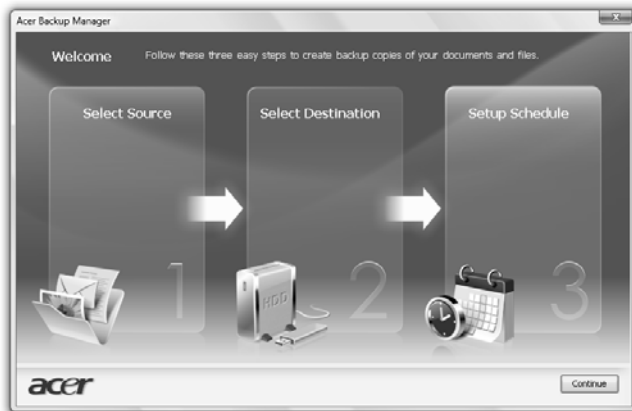 Acer Backup Manager
Welcome
Follow these three easy steps to create backup copies of your documents and files.
Select Source
Select Destination
Setup Schedule
1
HDD
2
3
acer
Continue